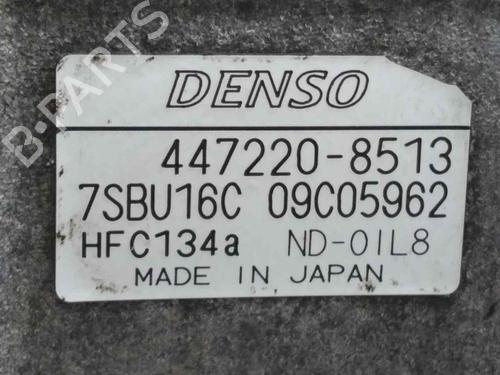 B-PARTS
DENSO
447220-8513
7SBU16C 09C05962
HFC134a ND-OIL8
MADE IN JAPAN